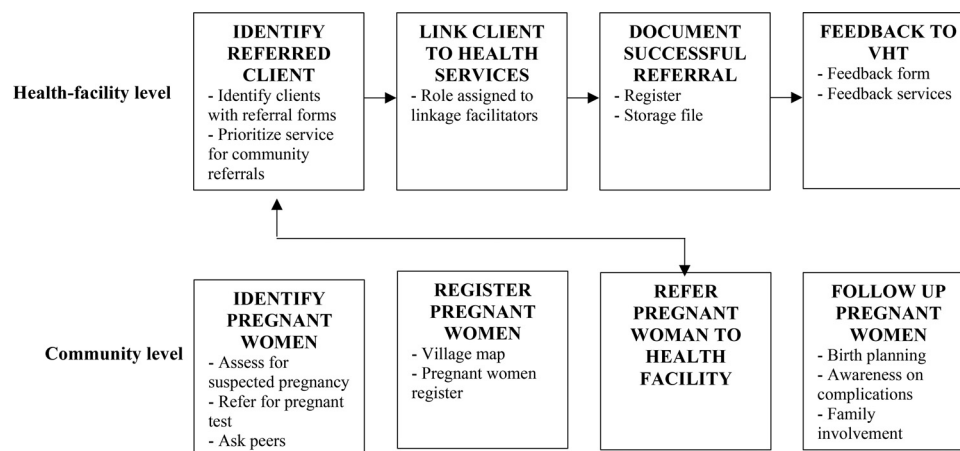 Health-facility level
IDENTIFY
REFERRED
CLIENT
- Identify clients
with referral forms
- Prioritize service
for community
referrals
LINK CLIENT
TO HEALTH
SERVICES
- Role assigned to
linkage facilitators
DOCUMENT
SUCCESSFUL
REFERRAL
- Register
- Storage file
FEEDBACK TO
VHT
- Feedback form
- Feedback services
Community level
IDENTIFY
PREGNANT
WOMEN
- Assess for
suspected pregnancy
- Refer for pregnant
test
- Ask peers
REGISTER
PREGNANT
WOMEN
- Village map
- Pregnant women
register
REFER
PREGNANT
WOMAN TO
HEALTH
FACILITY
FOLLOW UP
PREGNANT
WOMEN
- Birth planning
- Awareness on
complications
- Family
involvement